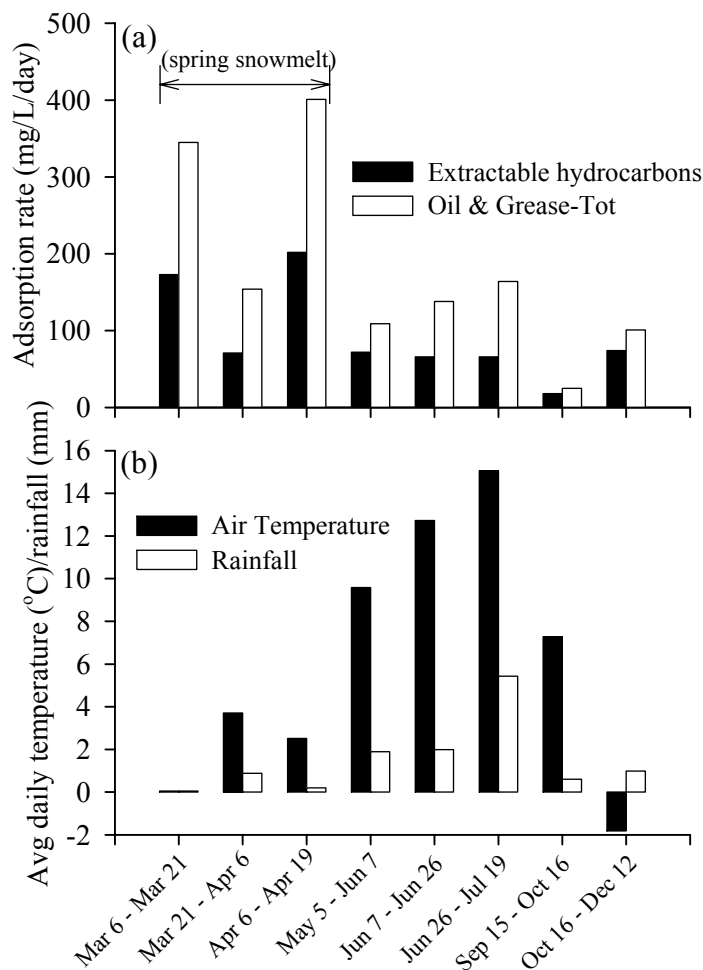 500
(a)
(spring snowmelt)
400
300
200
100
0
Adsorption rate (mg/L/day)
Extractable hydrocarbons
Oil & Grease-Tot
16
(b)
14
12
10
8
6
4
2
0
-2
Avg daily temperature (°C)/rainfall (mm)
Air Temperature
Rainfall
Mar 6 - Mar 21
Mar 21 - Apr 6
Apr 6 - Apr 19
May 5 - Jun 7
Jun 7 - Jun 26
Jun 26 - Jul 19
Sep 15 - Oct 16
Oct 16 - Dec 12